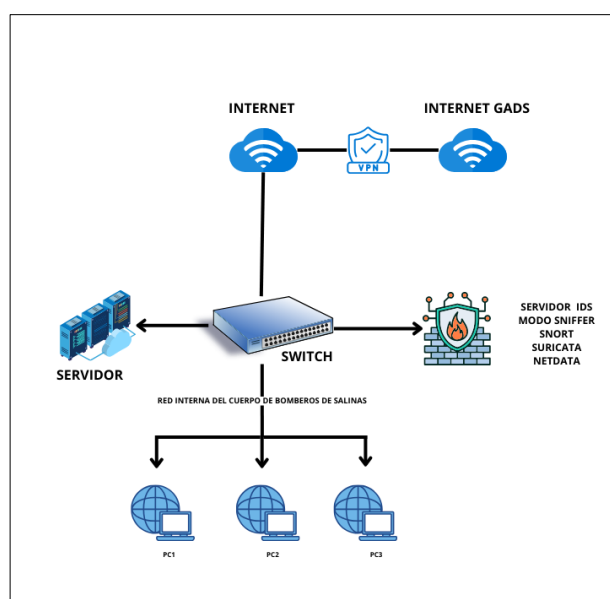 INTERNET
INTERNET GADS
VPN
SERVIDOR
SWITCH
SERVIDOR IDS
MODO SNIFFER
SNORT
SURICATA
NETDATA
RED INTERNA DEL CUERPO DE BOMBEROS DE SALINAS
PC1
PC2
PC3